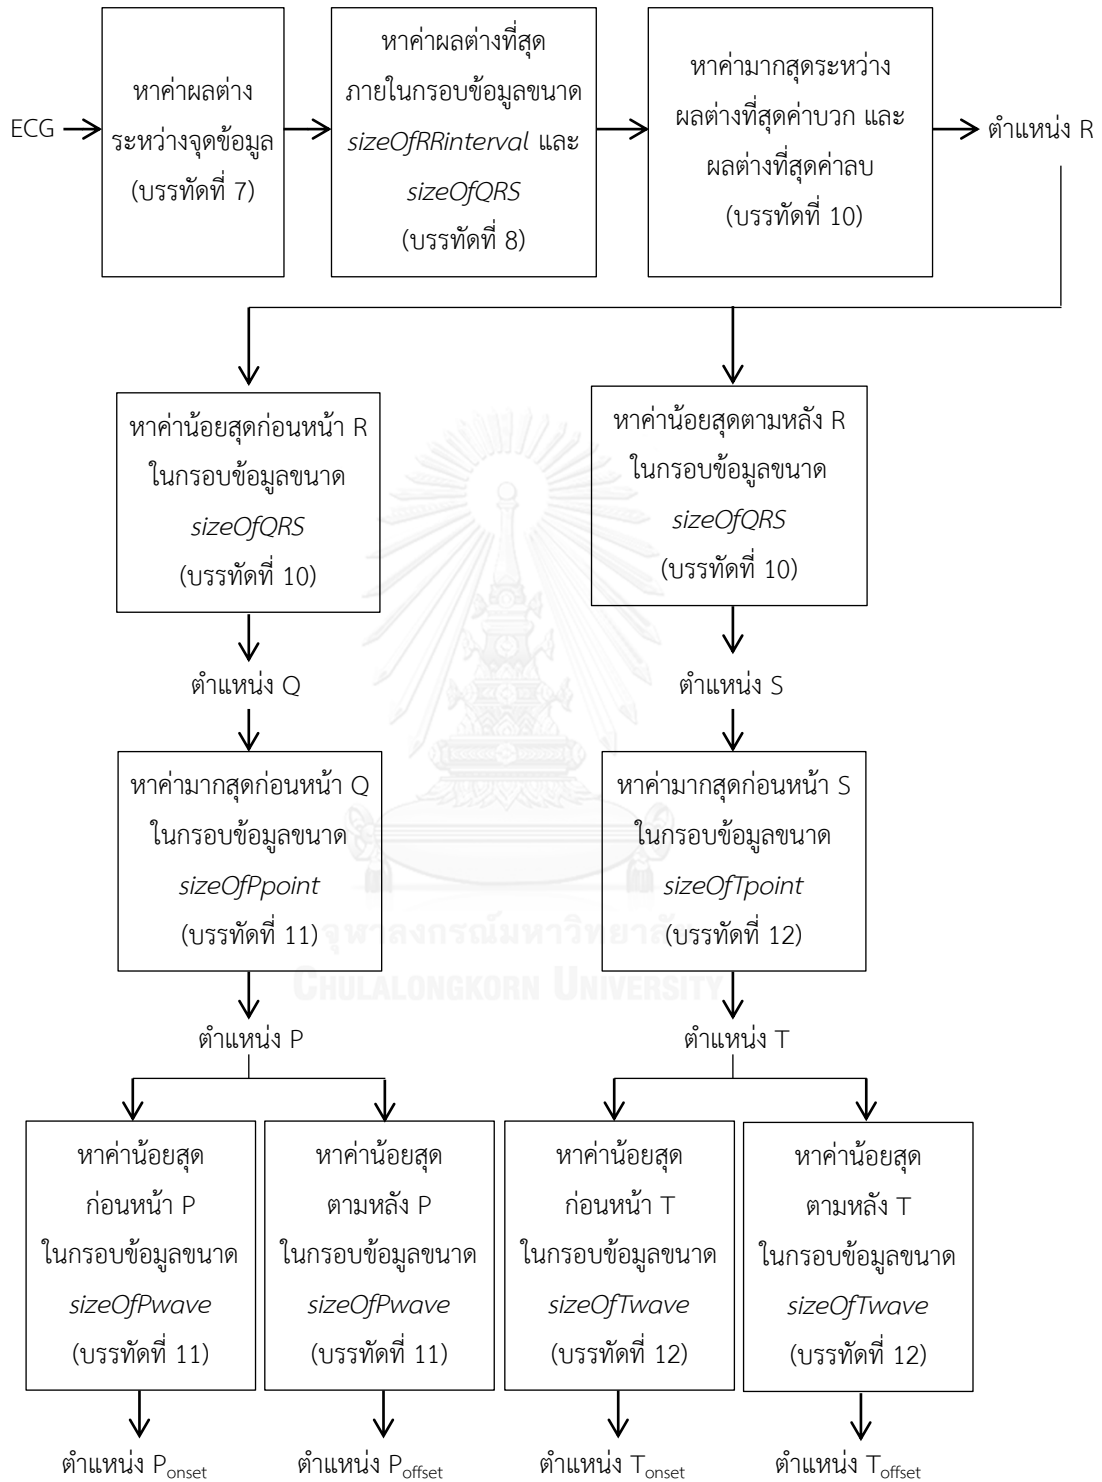 ECG
หาค่าผลต่าง
ระหว่างจุดข้อมูล
(บรรทัดที่ 7)
หาค่าผลต่างที่สุด
ภายในกรอบข้อมูลขนาด
sizeOfRRinterval และ
sizeOfQRS
(บรรทัดที่ 8)
หาค่ามากสุดระหว่าง
ผลต่างที่สุดค่าบวก และ
ผลต่างที่สุดค่าลบ
(บรรทัดที่ 10)
ตำแหน่ง R
หาค่าน้อยสุดก่อนหน้า R
ในกรอบข้อมูลขนาด
sizeOfQRS
(บรรทัดที่ 10)
หาค่าน้อยสุดตามหลัง R
ในกรอบข้อมูลขนาด
sizeOfQRS
(บรรทัดที่ 10)
ตำแหน่ง Q
ตำแหน่ง S
หาค่ามากสุดก่อนหน้า Q
ในกรอบข้อมูลขนาด
sizeOfPpoint
(บรรทัดที่ 11)
หาค่ามากสุดก่อนหน้า S
ในกรอบข้อมูลขนาด
sizeOfTpoint
(บรรทัดที่ 12)
จุฬาลงกรณ์มหาวิทยาลัย
CHULALONGKORN UNIVERSITY
ตำแหน่ง P
ตำแหน่ง T
หาค่าน้อยสุด
ก่อนหน้า P
ในกรอบข้อมูลขนาด
sizeOfPwave
(บรรทัดที่ 11)
หาค่าน้อยสุด
ตามหลัง P
ในกรอบข้อมูลขนาด
sizeOfPwave
(บรรทัดที่ 11)
หาค่าน้อยสุด
ก่อนหน้า T
ในกรอบข้อมูลขนาด
sizeOfTwave
(บรรทัดที่ 12)
หาค่าน้อยสุด
ตามหลัง T
ในกรอบข้อมูลขนาด
sizeOfTwave
(บรรทัดที่ 12)
ตำแหน่ง Ponset
ตำแหน่ง Poffset
ตำแหน่ง Tonset
ตำแหน่ง Toffset